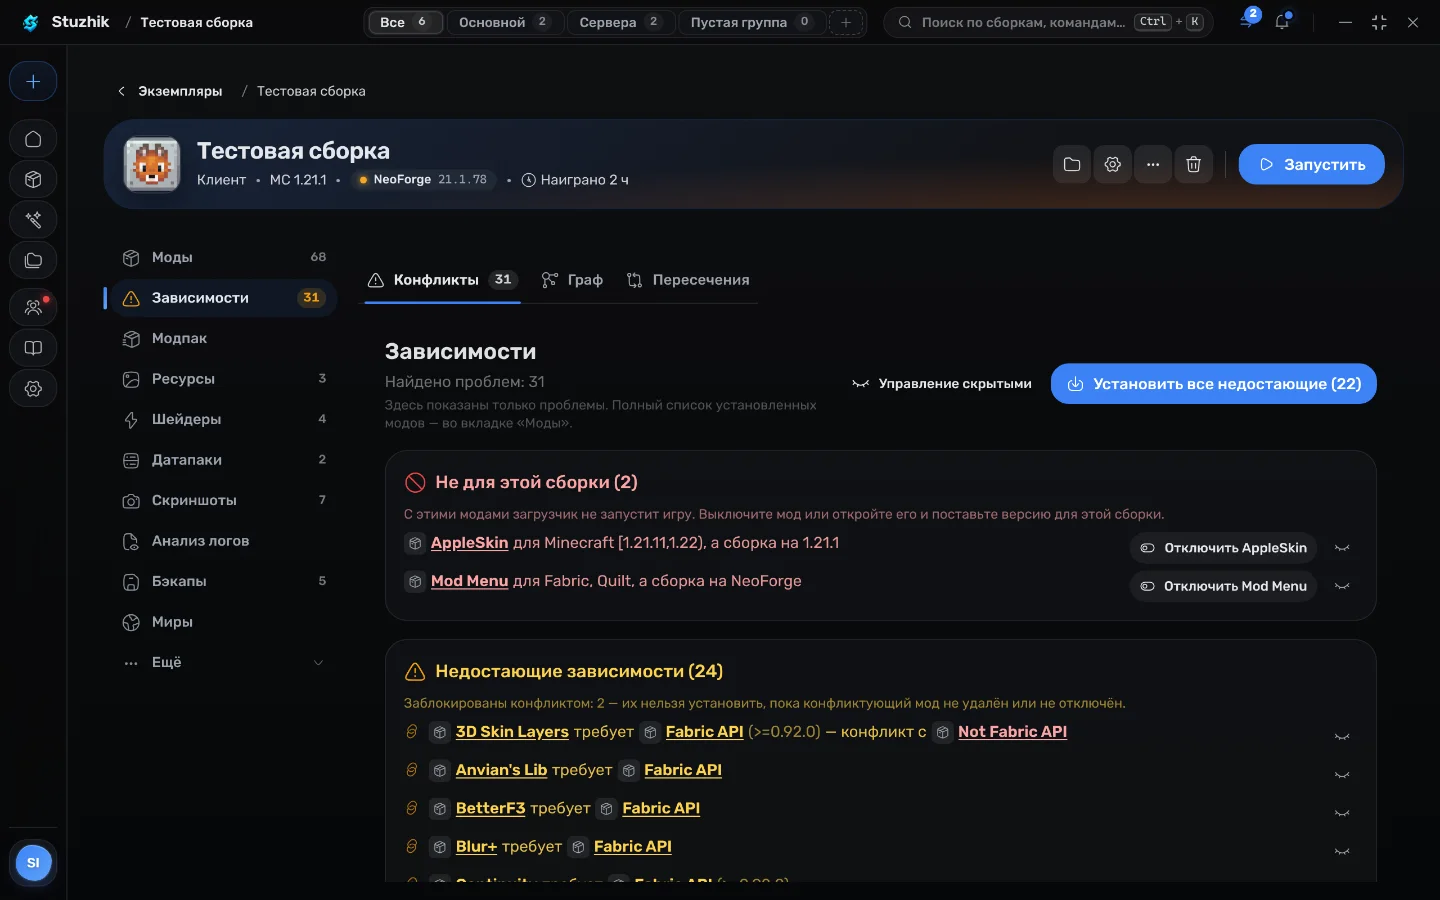 Stuzhik / Тестовая сборка
Все 6 Основной 2 Сервера 2 Пустая группа 0 +
Поиск по сборкам, командам… Ctrl + K
2
Экземпляры / Тестовая сборка
Тестовая сборка
Клиент • MC 1.21.1 • NeoForge 21.1.78 • Наиграно 2 ч
Запустить
Моды 68
Зависимости 31
Модпак
Ресурсы 3
Шейдеры 4
Датапаки 2
Скриншоты 7
Анализ логов
Бэкапы 5
Миры
Ещё
SI
Конфликты 31 Граф Пересечения
Зависимости
Найдено проблем: 31
Здесь показаны только проблемы. Полный список установленных
модов — во вкладке «Моды».
Управление скрытыми
Установить все недостающие (22)
Не для этой сборки (2)
С этими модами загрузчик не запустит игру. Выключите мод или откройте его и поставьте версию для этой сборки.
AppleSkin для Minecraft [1.21.11,1.22), а сборка на 1.21.1
Отключить AppleSkin
Mod Menu для Fabric, Quilt, а сборка на NeoForge
Отключить Mod Menu
Недостающие зависимости (24)
Заблокированы конфликтом: 2 — их нельзя установить, пока конфликтующий мод не удалён или не отключён.
3D Skin Layers требует Fabric API (>=0.92.0) — конфликт с Not Fabric API
Anvian's Lib требует Fabric API
BetterF3 требует Fabric API
Blur+ требует Fabric API